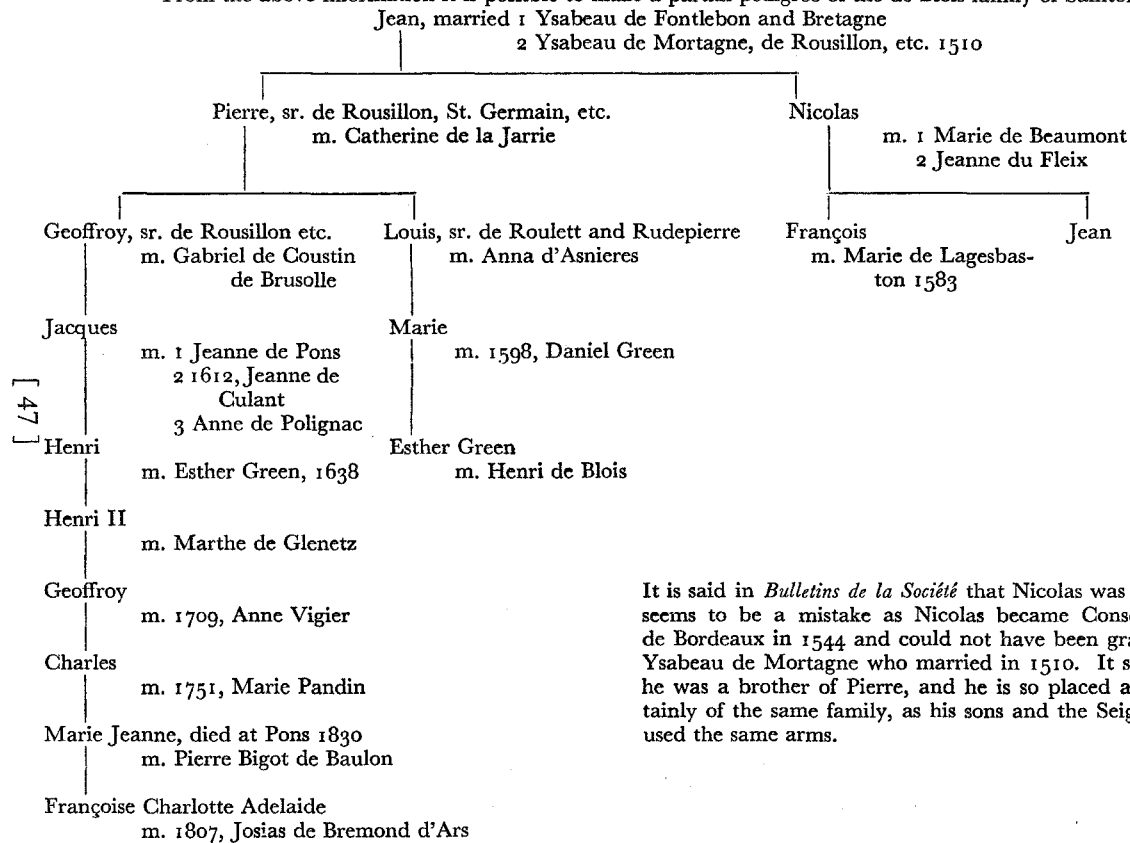 Jean, married 1 Ysabeau de Fontlebon and Bretagne
2 Ysabeau de Mortagne, de Rousillon, etc. 1510
Pierre, sr. de Rousillon, St. Germain, etc.
m. Catherine de la Jarrie
Nicolas
m. 1 Marie de Beaumont
2 Jeanne du Fleix
Geoffroy, sr. de Rousillon etc.
m. Gabriel de Coustin
de Brusolle
Louis, sr. de Roulett and Rudepierre
m. Anna d'Asnieres
François
m. Marie de Lagesbas-
ton 1583
Jean
Jacques
m. 1 Jeanne de Pons
2 1612, Jeanne de
Culant
3 Anne de Polignac
Marie
m. 1598, Daniel Green
[ 47 ]
Henri
m. Esther Green, 1638
Esther Green
m. Henri de Blois
Henri II
m. Marthe de Glenetz
Geoffroy
m. 1709, Anne Vigier
Charles
m. 1751, Marie Pandin
Marie Jeanne, died at Pons 1830
m. Pierre Bigot de Baulon
Françoise Charlotte Adelaide
m. 1807, Josias de Bremond d'Ars
It is said in Bulletins de la Société that Nicolas was
seems to be a mistake as Nicolas became Conse
de Bordeaux in 1544 and could not have been gra
Ysabeau de Mortagne who married in 1510. It s
he was a brother of Pierre, and he is so placed a
tainly of the same family, as his sons and the Seig
used the same arms.